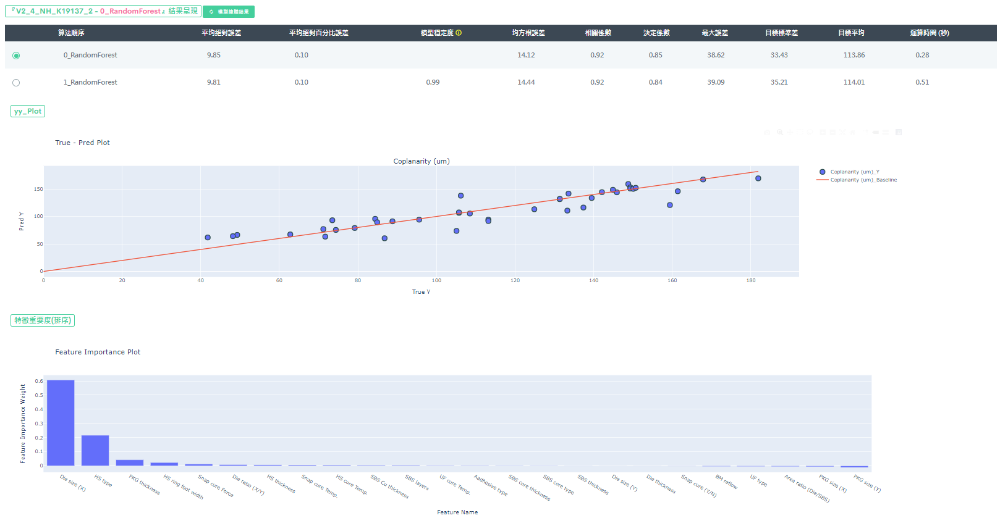 『V2_4_NH_K19137_2 - 0_RandomForest』結果呈現
模型線體結果
算法順序 平均絕對誤差 平均絕對百分比誤差 模型穩定度 均方根誤差 相關係數 決定係數 最大誤差 目標標準差 目標平均 運算時間 (秒)
0_RandomForest 9.85 0.10 14.12 0.92 0.85 38.62 33.43 113.86 0.28
1_RandomForest 9.81 0.10 0.99 14.44 0.92 0.84 39.09 35.21 114.01 0.51
yy_Plot
True - Pred Plot
Coplanarity (um)
Coplanarity (um)_Y
Coplanarity (um)_Baseline
Pred Y
150
100
50
0
0 20 40 60 80 100 120 140 160 180
True Y
特徵重要度(排序)
Feature Importance Plot
Feature Importance Weight
0.6
0.5
0.4
0.3
0.2
0.1
0
Die size (X)
HS type
PKG thickness
HS ring foot width
Snap cure Force
Die ratio (X/Y)
HS thickness
Snap cure Temp.
HS cure Temp.
SBS Cu thickness
SBS layers
UF cure Temp.
Aadhesive type
SBS core thickness
SBS core type
SBS thickness
Die size (Y)
Die thickness
Snap cure (Y/N)
BM reflow
UF type
Area ratio (Die/SBS)
PKG size (X)
PKG size (Y)
Feature Name